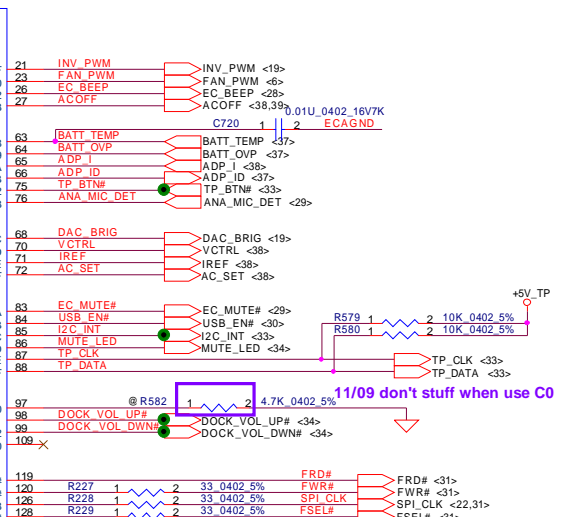 21 INV_PWM INV_PWM <19>
23 FAN_PWM FAN_PWM <6>
26 EC_BEEP EC_BEEP <28>
27 ACOFF ACOFF <38,39>
0.01U_0402_16V7K
C720 1 2 ECAGND
63 BATT_TEMP BATT_TEMP <37>
64 BATT_OVP BATT_OVP <37>
65 ADP_I ADP_I <38>
66 ADP_ID ADP_ID <37>
75 TP_BTN# TP_BTN# <33>
76 ANA_MIC_DET ANA_MIC_DET <29>
68 DAC_BRIG DAC_BRIG <19>
70 VCTRL VCTRL <38>
71 IREF IREF <38>
72 AC_SET AC_SET <38>
+5V_TP
83 EC_MUTE# EC_MUTE# <29>
84 USB_EN# USB_EN# <30> R579 1 2 10K_0402_5%
85 I2C_INT I2C_INT <33> R580 1 2 10K_0402_5%
86 MUTE_LED MUTE_LED <34>
87 TP_CLK TP_CLK <33>
88 TP_DATA TP_DATA <33>
11/09 don't stuff when use C0
97 @ R582 1 2 4.7K_0402_5%
98 DOCK_VOL_UP# DOCK_VOL_UP# <34>
99 DOCK_VOL_DWN# DOCK_VOL_DWN# <34>
109
119 FRD# FRD# <31>
120 R227 1 2 33_0402_5% FWR# FWR# <31>
126 R228 1 2 33_0402_5% SPI_CLK SPI_CLK <22,31>
128 R229 1 2 33_0402_5% FSEL# FSEL# <31>